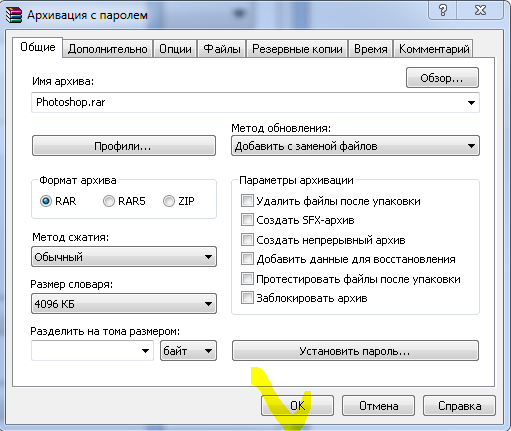 Архивация с паролем
Общие Дополнительно Опции Файлы Резервные копии Время Комментарий
Имя архива:
Обзор...
Photoshop.rar
Метод обновления:
Профили...
Добавить с заменой файлов
Формат архива
RAR RAR5 ZIP
Метод сжатия:
Обычный
Размер словаря:
4096 КБ
Разделить на тома размером:
байт
Параметры архивации
Удалить файлы после упаковки
Создать SFX-архив
Создать непрерывный архив
Добавить данные для восстановления
Протестировать файлы после упаковки
Заблокировать архив
Установить пароль...
OK Отмена Справка